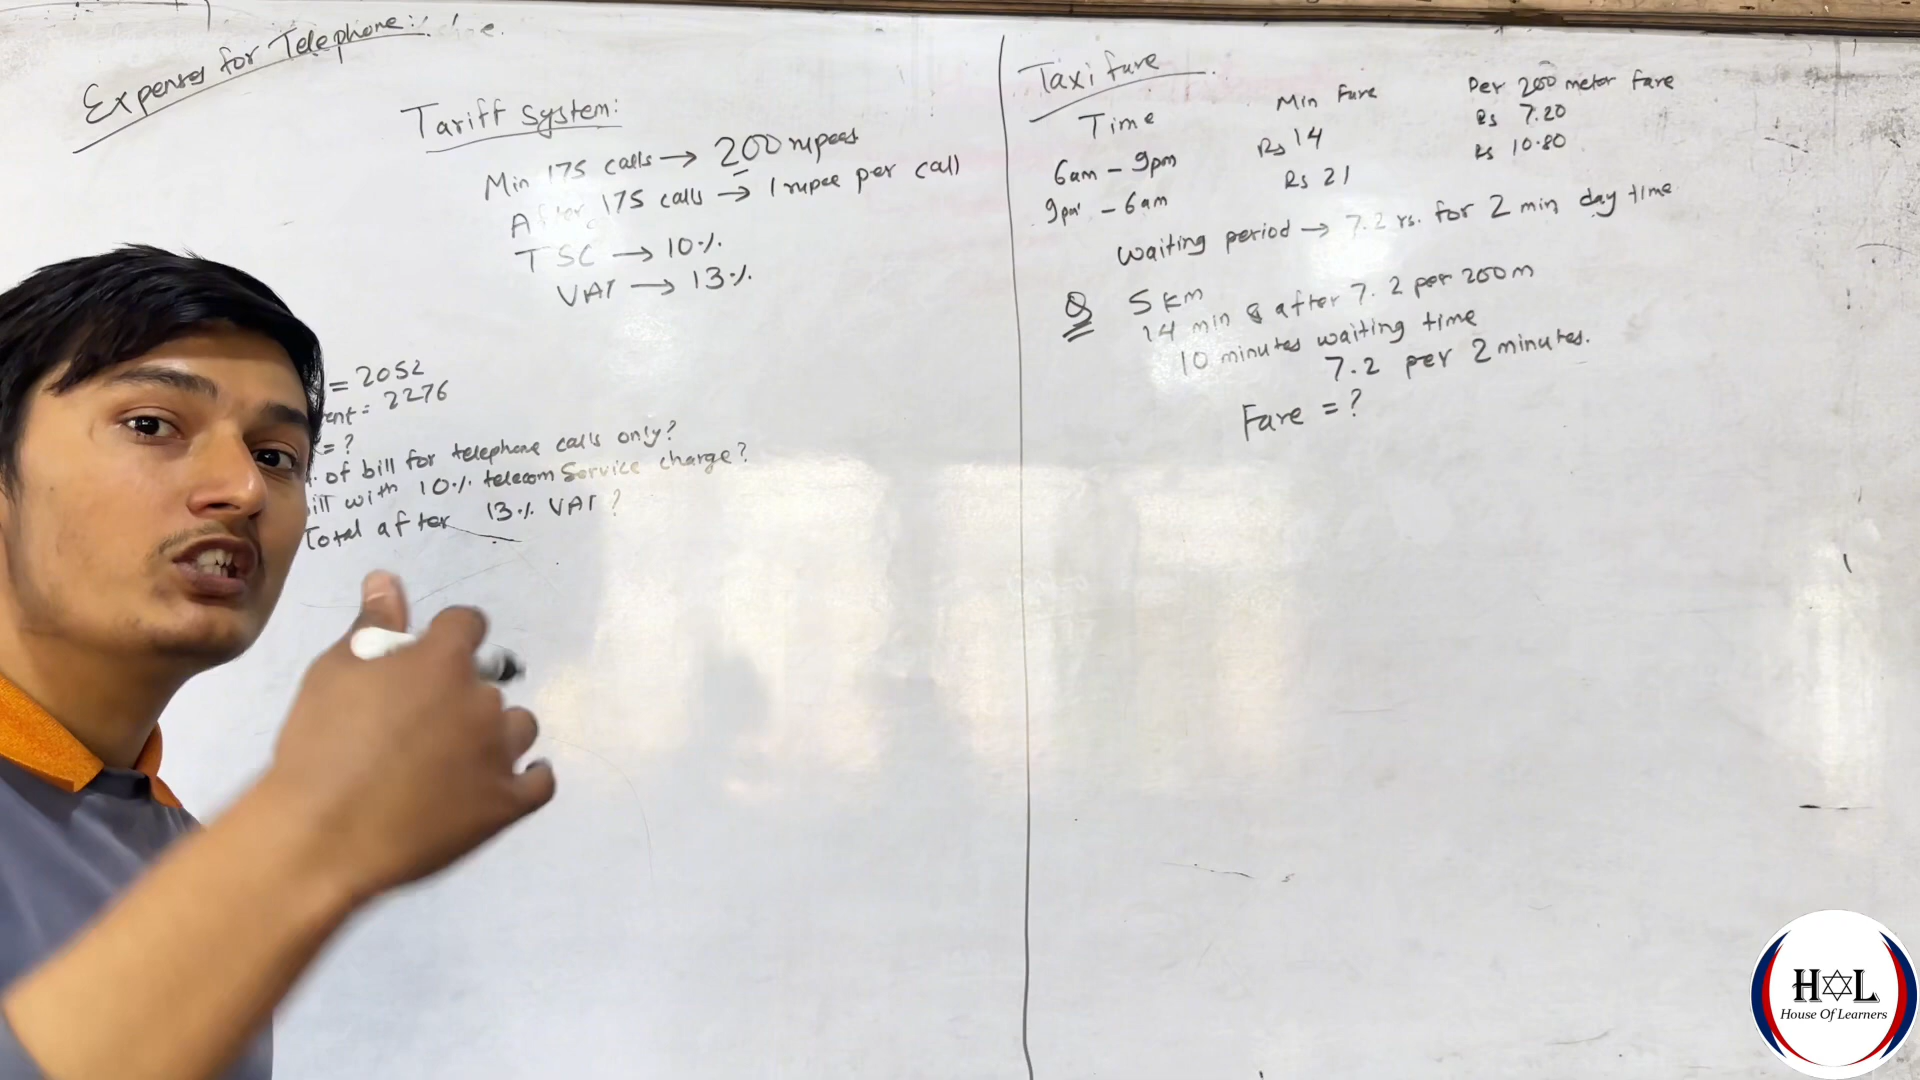 Expenses for Telephone:
Tariff System:
Min 175 calls → 200 rupees
After 175 calls → 1 rupee per call
TSC → 10%
VAT → 13%
= 2052
ent = 2276
= ?
of bill for telephone calls only?
ill with 10% telecom Service charge?
Total after 13% VAT?
Taxi fare
Time Min Fare Per 200 meter fare
6am - 9pm Rs 14 Rs 7.20
9pm - 6am Rs 21 Rs 10.80
Waiting period → 7.2 rs. for 2 min day time
Q 5 km
14 min & after 7.2 per 200m
10 minutes waiting time
7.2 per 2 minutes.
Fare = ?
H L
House Of Learners